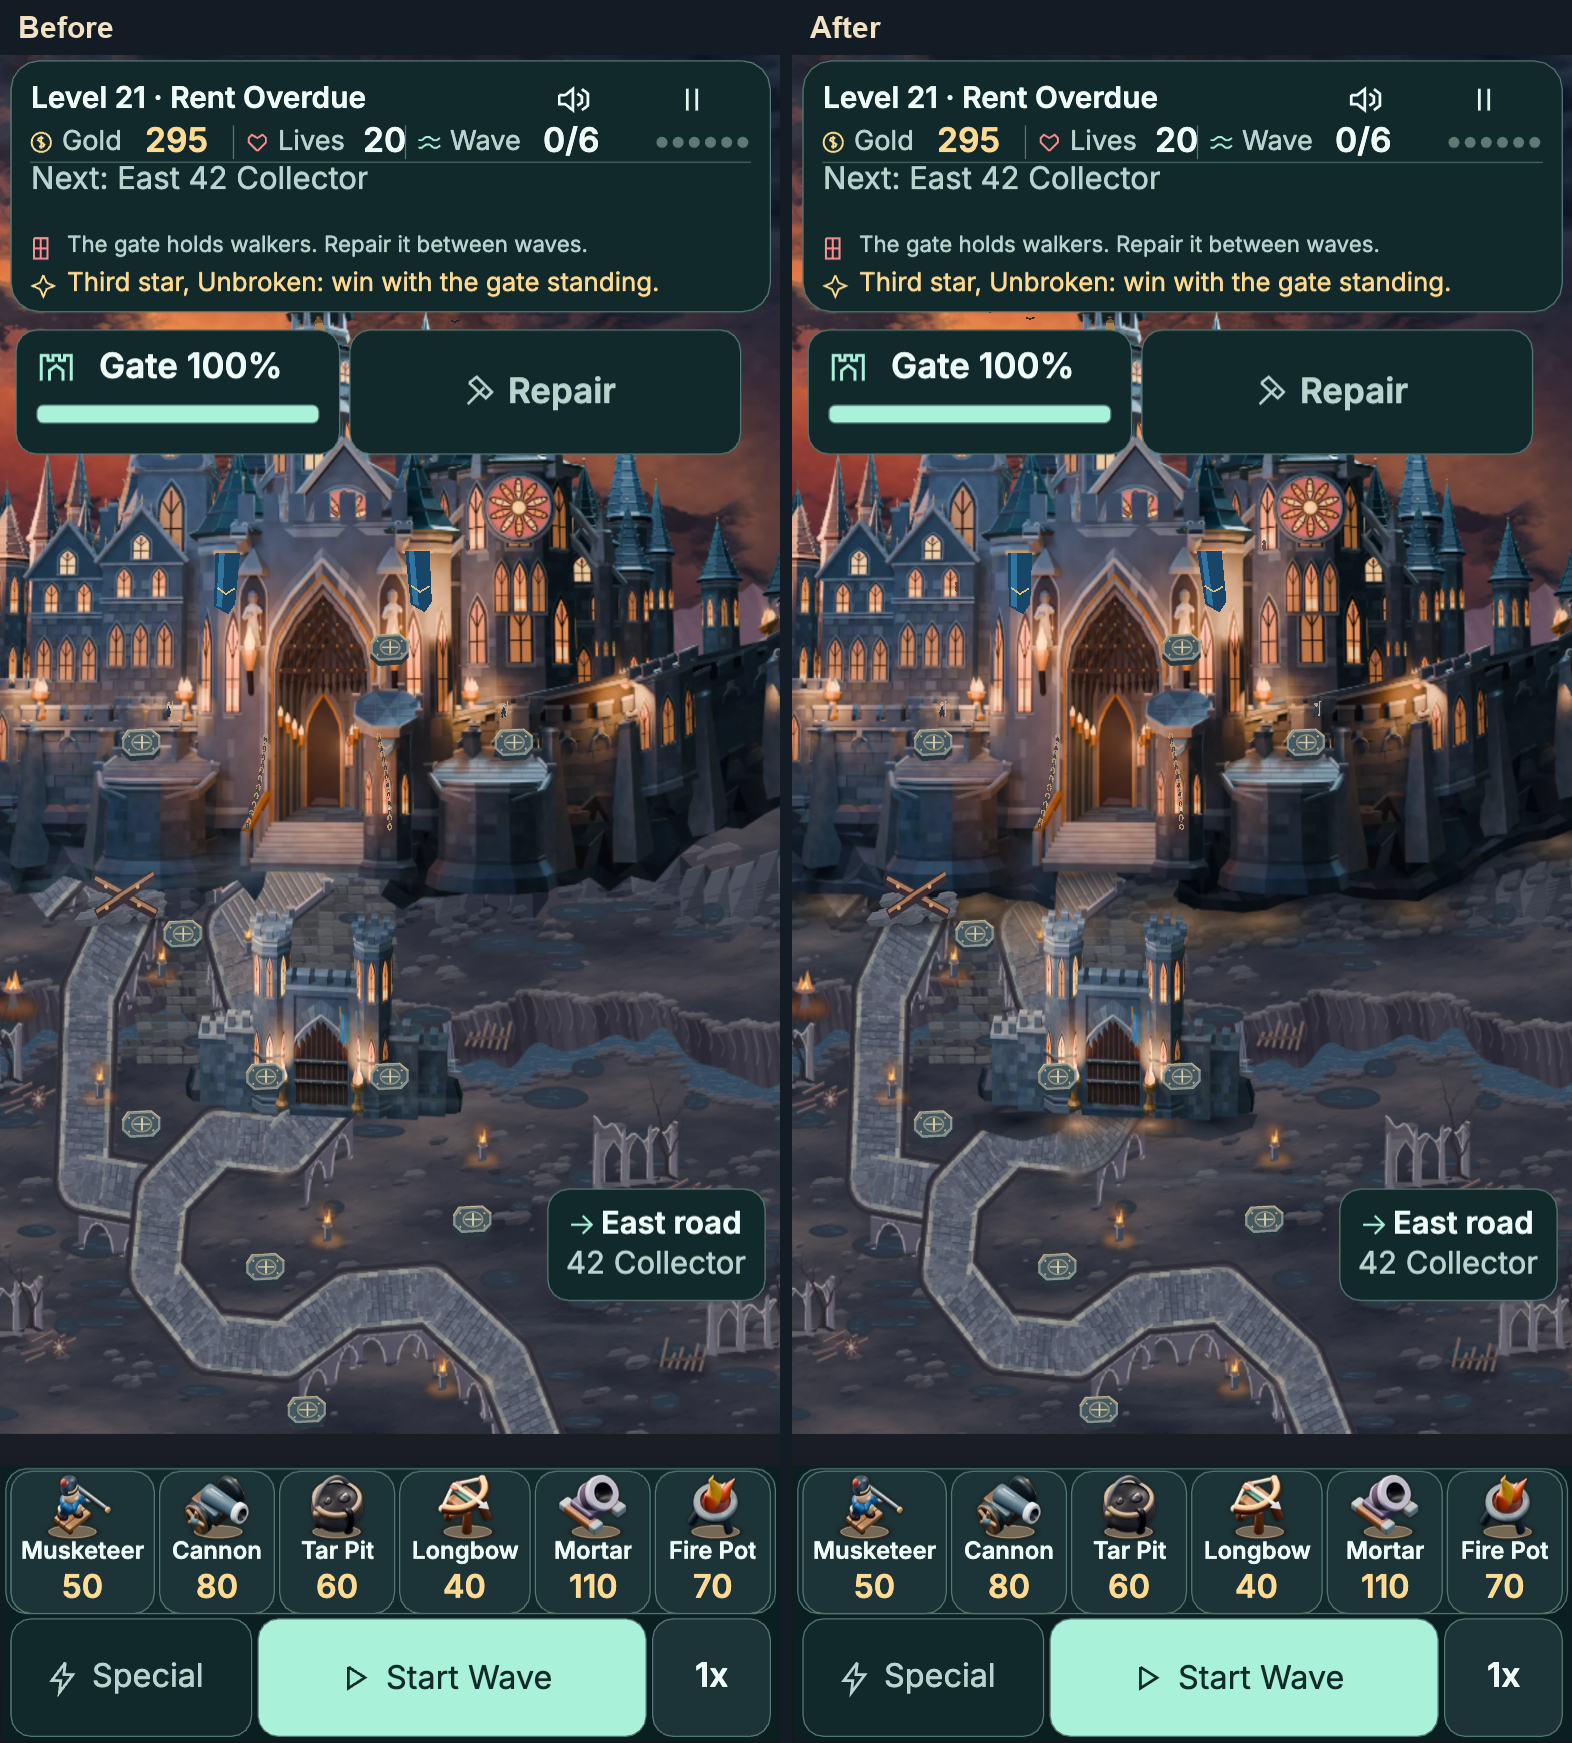 Before
Level 21 · Rent Overdue
Gold 295 Lives 20 Wave 0/6
Next: East 42 Collector
The gate holds walkers. Repair it between waves.
Third star, Unbroken: win with the gate standing.
Gate 100%
Repair
East road
42 Collector
Musketeer Cannon Tar Pit Longbow Mortar Fire Pot
50 80 60 40 110 70
Special
Start Wave
1x
After
Level 21 · Rent Overdue
Gold 295 Lives 20 Wave 0/6
Next: East 42 Collector
The gate holds walkers. Repair it between waves.
Third star, Unbroken: win with the gate standing.
Gate 100%
Repair
East road
42 Collector
Musketeer Cannon Tar Pit Longbow Mortar Fire Pot
50 80 60 40 110 70
Special
Start Wave
1x